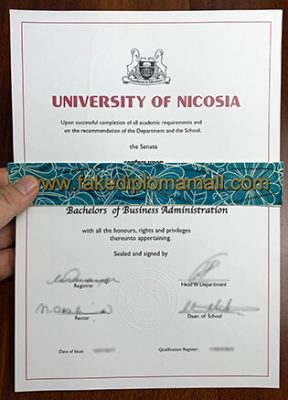 UNIVERSITY OF NICOSIA
Upon successful completion of all academic requirements and
on the recommendation of the Department and the School,
the Senate
confers upon
www.fakediplomamall.com
Bachelors of Business Administration
with all the honours, rights and privileges
thereunto appertaining.
Sealed and signed by
Registrar
Head of Department
Rector
Dean of School
Date of Issue:
Qualification Register: